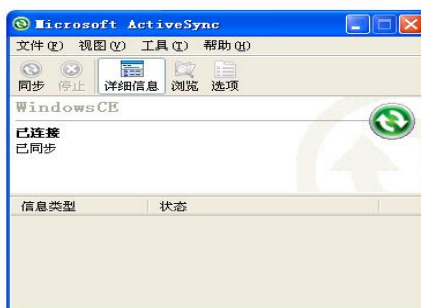 Microsoft ActiveSync
文件(F) 视图(V) 工具(T) 帮助(H)
同步 停止 详细信息 浏览 选项
WindowsCE
已连接
已同步
信息类型 状态